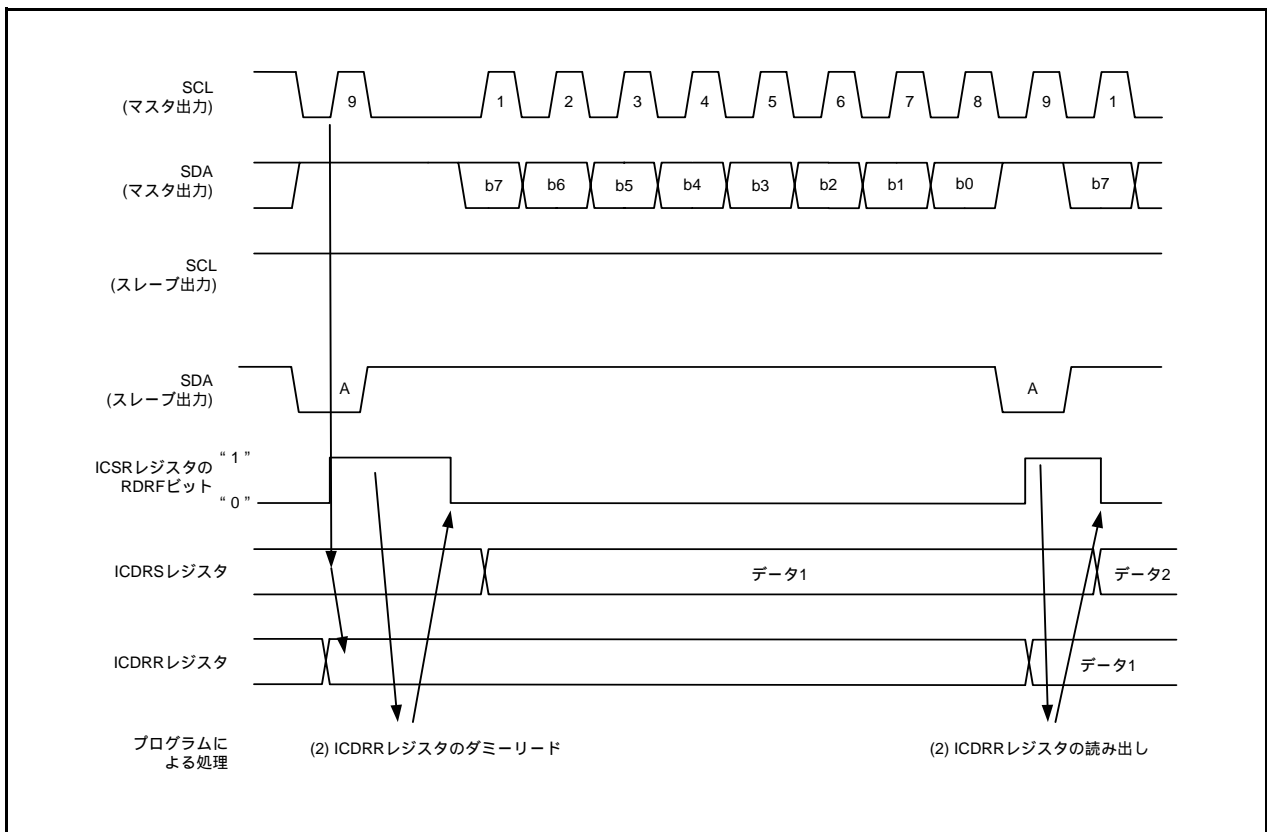 SCL
(マスタ出力)
9 1 2 3 4 5 6 7 8 9 1
SDA
(マスタ出力)
b7 b6 b5 b4 b3 b2 b1 b0 b7
SCL
(スレーブ出力)
SDA
(スレーブ出力)
A A
ICSRレジスタの
RDRFビット
“ 1 ”
“ 0 ”
ICDRSレジスタ
データ1 データ2
ICDRRレジスタ
データ1
プログラムに
よる処理
(2) ICDRRレジスタのダミーリード (2) ICDRRレジスタの読み出し